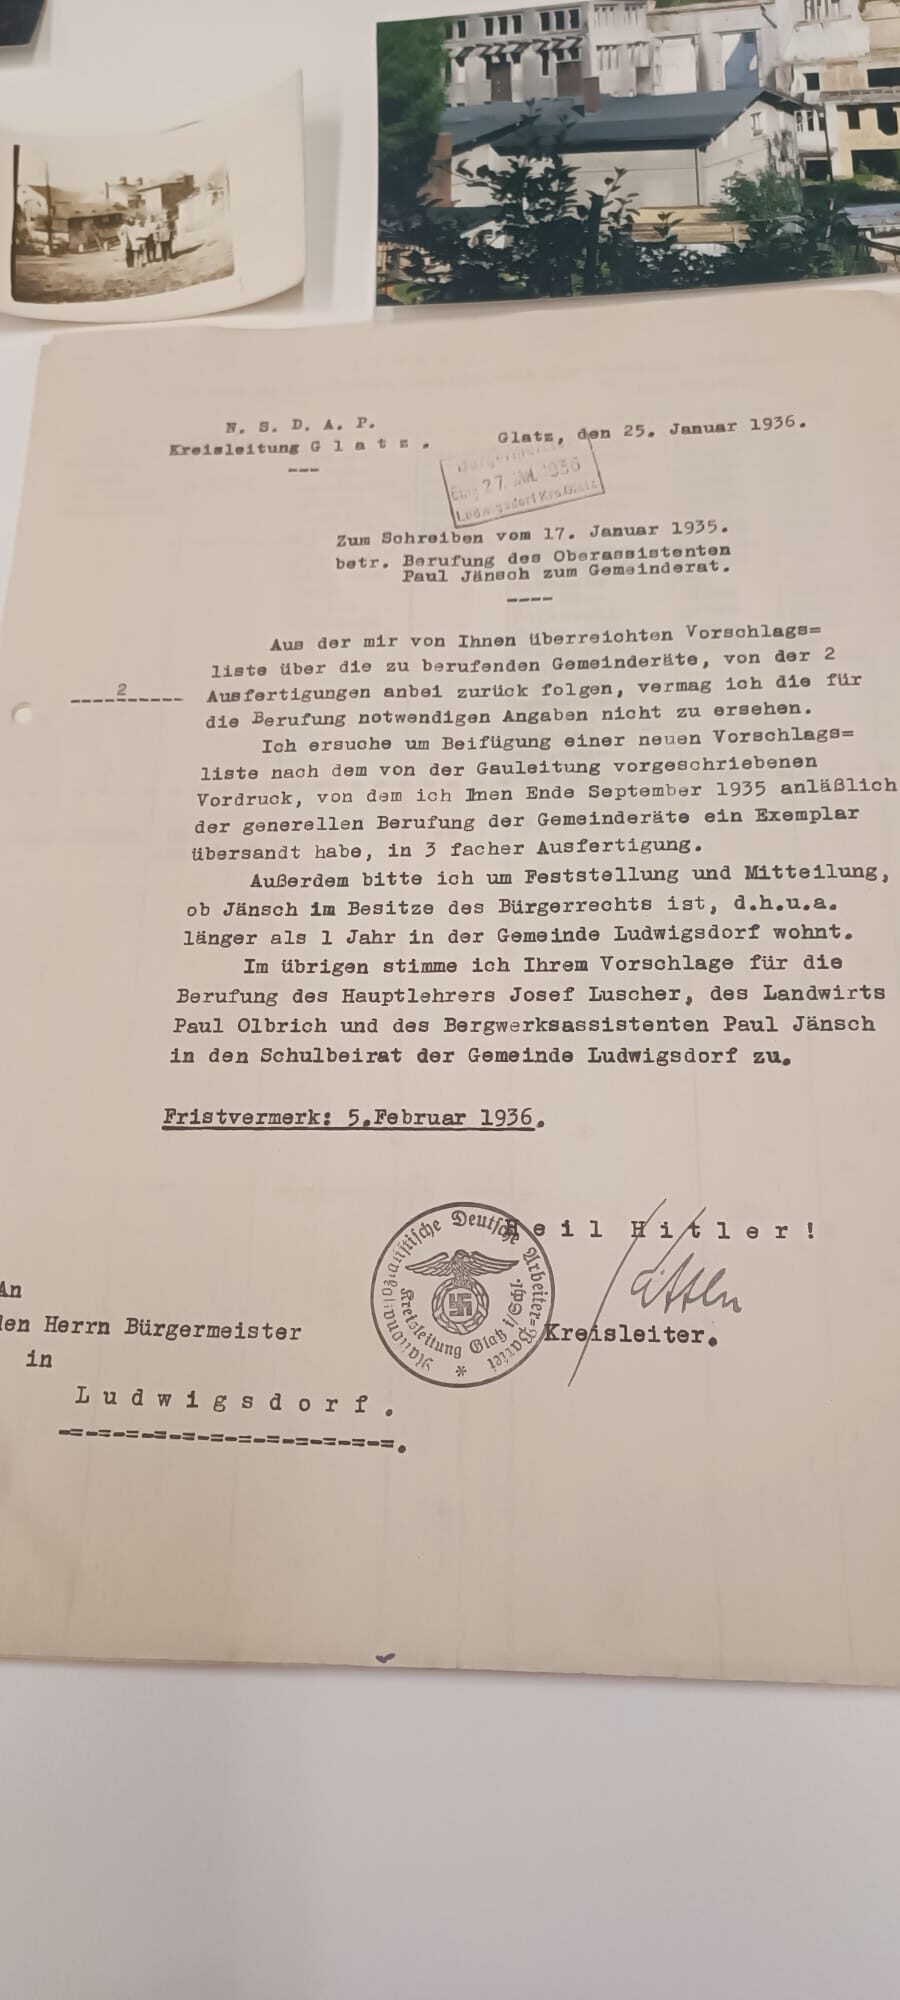 N. S. D. A. P.
Kreisleitung G l a t z .
Glatz, den 25. Januar 1936.
Eing 27. JAN. 1936
Ludwigsdorf Krs.Glatz
Zum Schreiben vom 17. Januar 1935.
betr. Berufung des Oberassistenten
Paul Jänsch zum Gemeinderat.
Aus der mir von Ihnen überreichten Vorschlags=
liste über die zu berufenden Gemeinderäte, von der 2
2
Ausfertigungen anbei zurück folgen, vermag ich die für
die Berufung notwendigen Angaben nicht zu ersehen.
Ich ersuche um Beifügung einer neuen Vorschlags=
liste nach dem von der Gauleitung vorgeschriebenen
Vordruck, von dem ich Ihnen Ende September 1935 anläßlich
der generellen Berufung der Gemeinderäte ein Exemplar
übersandt habe, in 3 facher Ausfertigung.
Außerdem bitte ich um Feststellung und Mitteilung,
ob Jänsch im Besitze des Bürgerrechts ist, d.h.u.a.
länger als 1 Jahr in der Gemeinde Ludwigsdorf wohnt.
Im übrigen stimme ich Ihrem Vorschlage für die
Berufung des Hauptlehrers Josef Luscher, des Landwirts
Paul Olbrich und des Bergwerksassistenten Paul Jänsch
in den Schulbeirat der Gemeinde Ludwigsdorf zu.
Fristvermerk: 5.Februar 1936.
H e i l  H i t l e r !
Nationalsozialistische Deutsche Arbeiter=Partei
Kreisleitung Glatz i/Schl.
Kreisleiter.
An
den Herrn Bürgermeister
in
L u d w i g s d o r f .
-=-=-=-=-=-=-=-=-=-=-=-=.